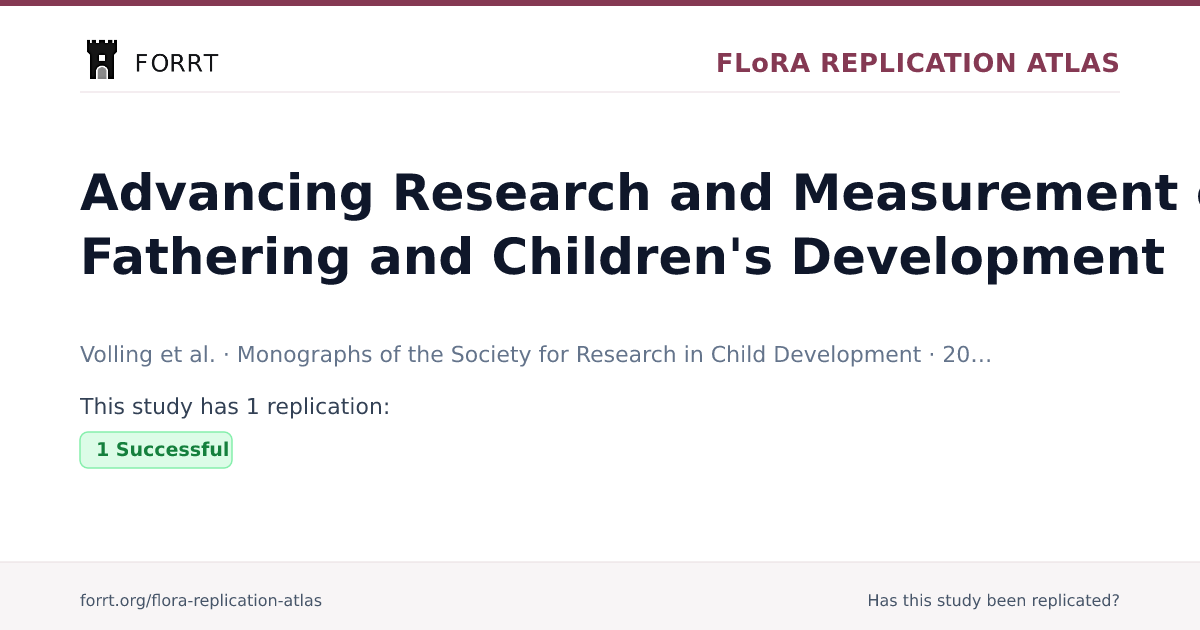 FORRT
FLoRA REPLICATION ATLAS
Advancing Research and Measurement
Fathering and Children's Development
Volling et al. · Monographs of the Society for Research in Child Development · 20…
This study has 1 replication:
1 Successful
forrt.org/flora-replication-atlas
Has this study been replicated?